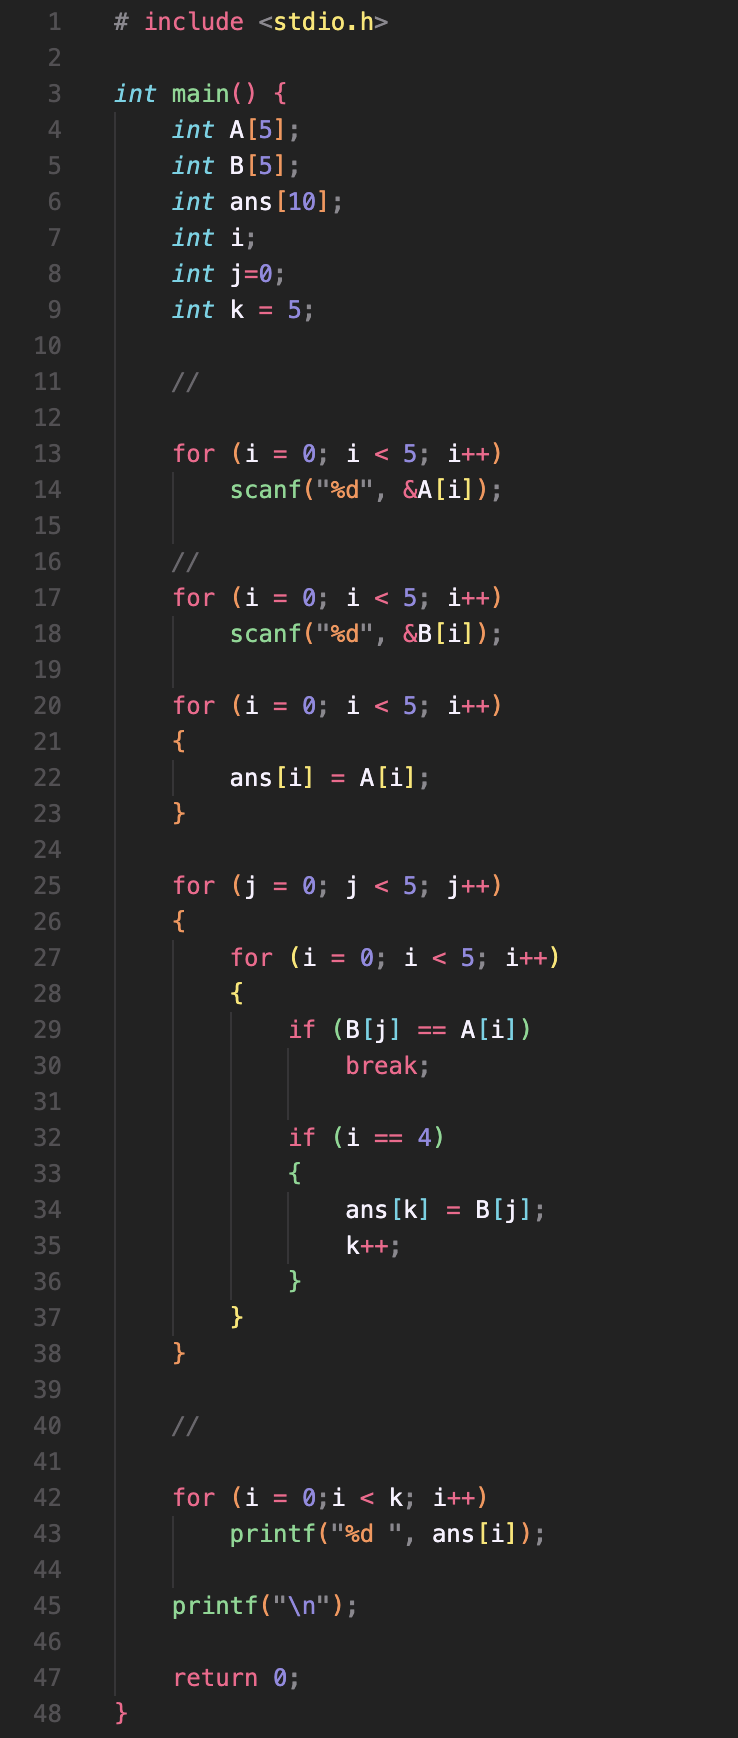 1 # include <stdio.h>
2
3 int main() {
4     int A[5];
5     int B[5];
6     int ans[10];
7     int i;
8     int j=0;
9     int k = 5;
10
11     //
12
13     for (i = 0; i < 5; i++)
14         scanf("%d", &A[i]);
15
16     //
17     for (i = 0; i < 5; i++)
18         scanf("%d", &B[i]);
19
20     for (i = 0; i < 5; i++)
21     {
22         ans[i] = A[i];
23     }
24
25     for (j = 0; j < 5; j++)
26     {
27         for (i = 0; i < 5; i++)
28         {
29             if (B[j] == A[i])
30                 break;
31
32             if (i == 4)
33             {
34                 ans[k] = B[j];
35                 k++;
36             }
37         }
38     }
39
40     //
41
42     for (i = 0;i < k; i++)
43         printf("%d ", ans[i]);
44
45     printf("\n");
46
47     return 0;
48 }